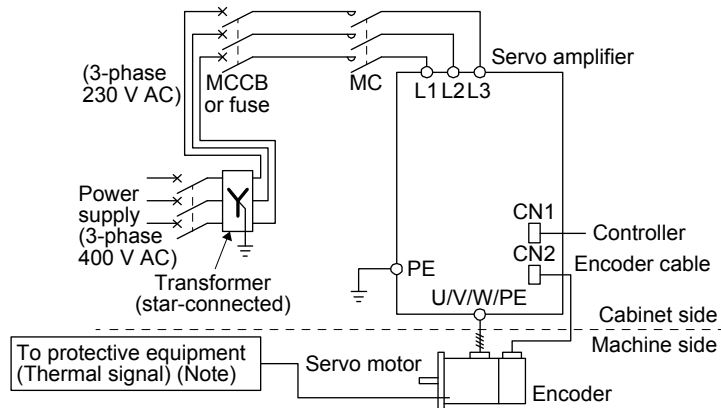 (3-phase
230 V AC)
MCCB
or fuse
MC
Servo amplifier
L1 L2 L3
Power
supply
(3-phase
400 V AC)
Transformer
(star-connected)
CN1
Controller
CN2
Encoder cable
PE
U/V/W/PE
Cabinet side
Machine side
To protective equipment
(Thermal signal) (Note)
Servo motor
Encoder